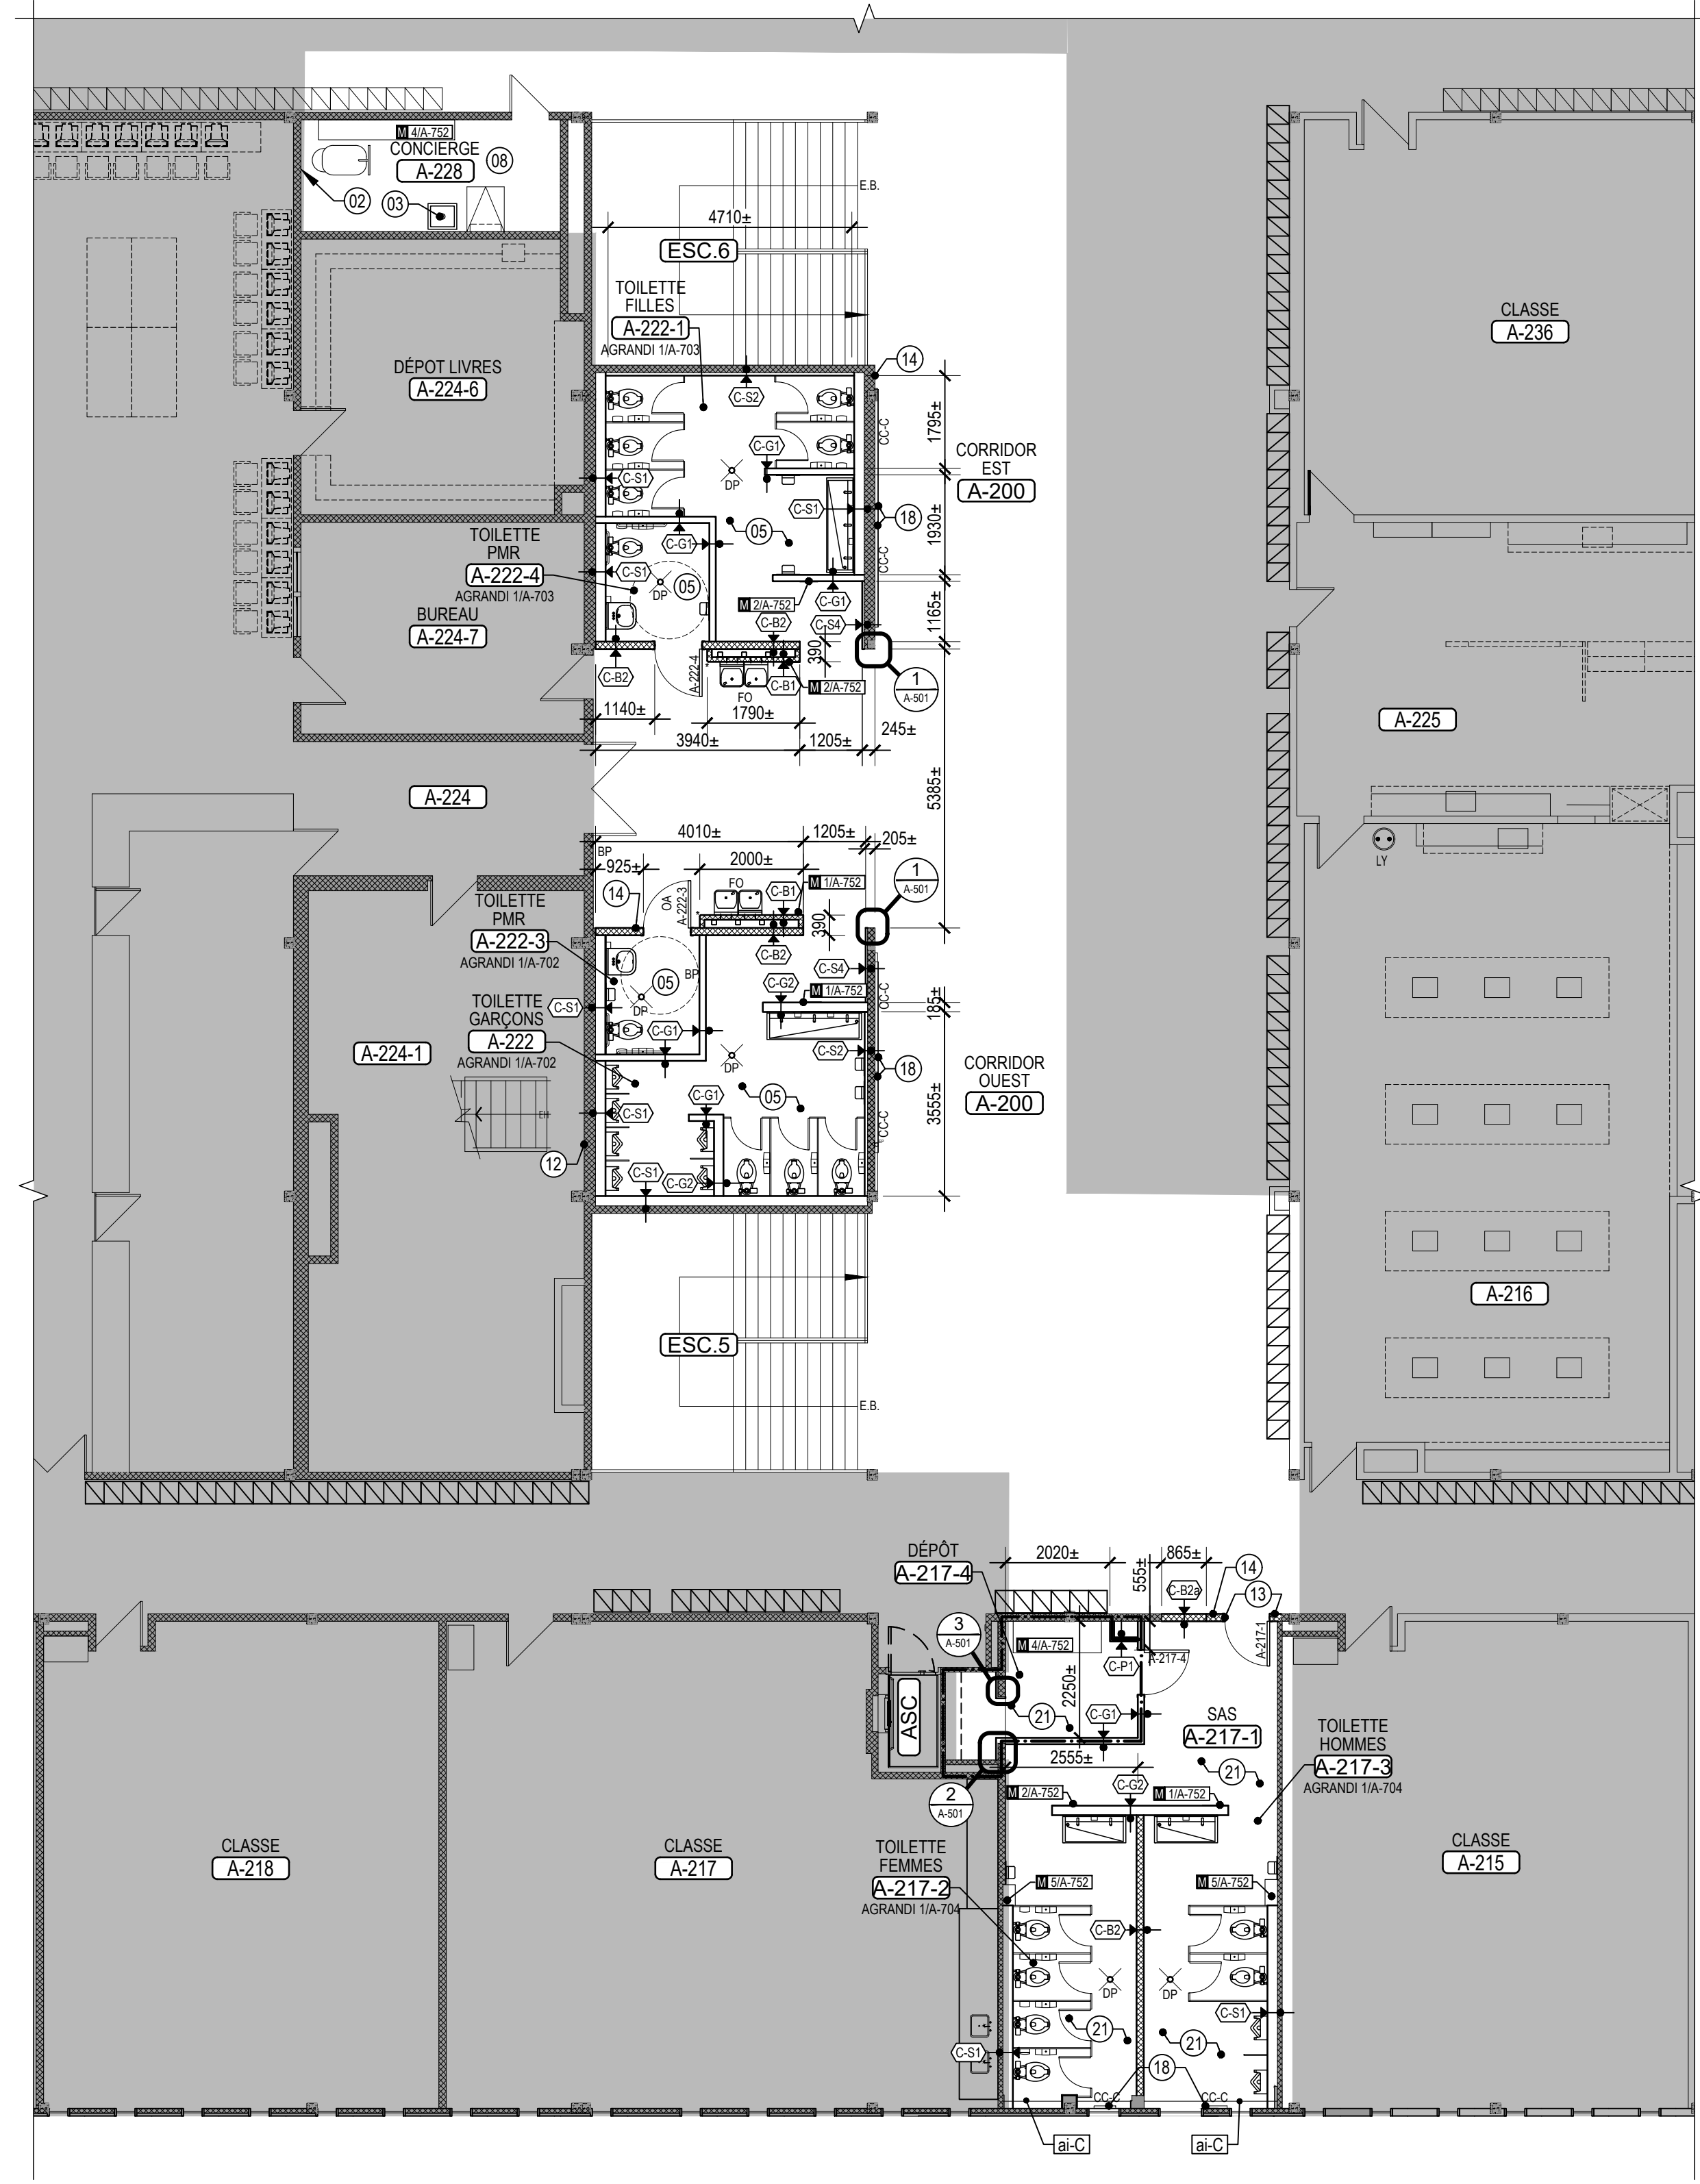 M 4/A-752
CONCIERGE
A-228
08
02
03
E.B.
4710±
ESC.6
TOILETTE
FILLES
A-222-1
AGRANDI 1/A-703
CLASSE
A-236
DÉPOT LIVRES
A-224-6
14
C-S2
CC-C
1795±
C-G1
DP
CORRIDOR
EST
A-200
C-S1
C-S1
18
1930±
05
C-G1
TOILETTE
PMR
A-222-4
AGRANDI 1/A-703
C-S1
05
DP
CC-C
M 2/A-752
C-G1
1165±
BUREAU
A-224-7
C-B2
C-S4
390
C-B2
A-222-4
FO
C-B1
M 2/A-752
1
A-501
1140±
1790±
245±
3940±
1205±
A-225
A-224
5385±
4010±
1205±
205±
BP
925±
2000±
LY
14
OA
A-222-3
FO
C-B1
M 1/A-752
1
A-501
390
TOILETTE
PMR
A-222-3
AGRANDI 1/A-702
C-B2
BP
05
DP
C-G2
C-S4
M 1/A-752
CC-C
185±
TOILETTE
GARÇONS
A-222
AGRANDI 1/A-702
C-S1
C-G1
DP
C-S2
18
A-224-1
CORRIDOR
OUEST
A-200
3555±
C-G1
05
C-S1
CC-C
12
C-S1
C-G2
A-216
ESC.5
E.B.
DÉPÔT
A-217-4
2020±
555±
865±
14
C-B2a
13
3
A-501
M 4/A-752
C-P1
A-217-4
A-217-1
2250±
ASC
21
C-G1
SAS
A-217-1
TOILETTE
HOMMES
A-217-3
AGRANDI 1/A-704
2555±
21
C-G2
2
A-501
M 2/A-752
M 1/A-752
CLASSE
A-218
CLASSE
A-217
TOILETTE
FEMMES
A-217-2
AGRANDI 1/A-704
M 5/A-752
M 5/A-752
CLASSE
A-215
C-B2
DP
DP
C-S1
21
21
C-S1
18
CC-C
CC-C
ai-C
ai-C